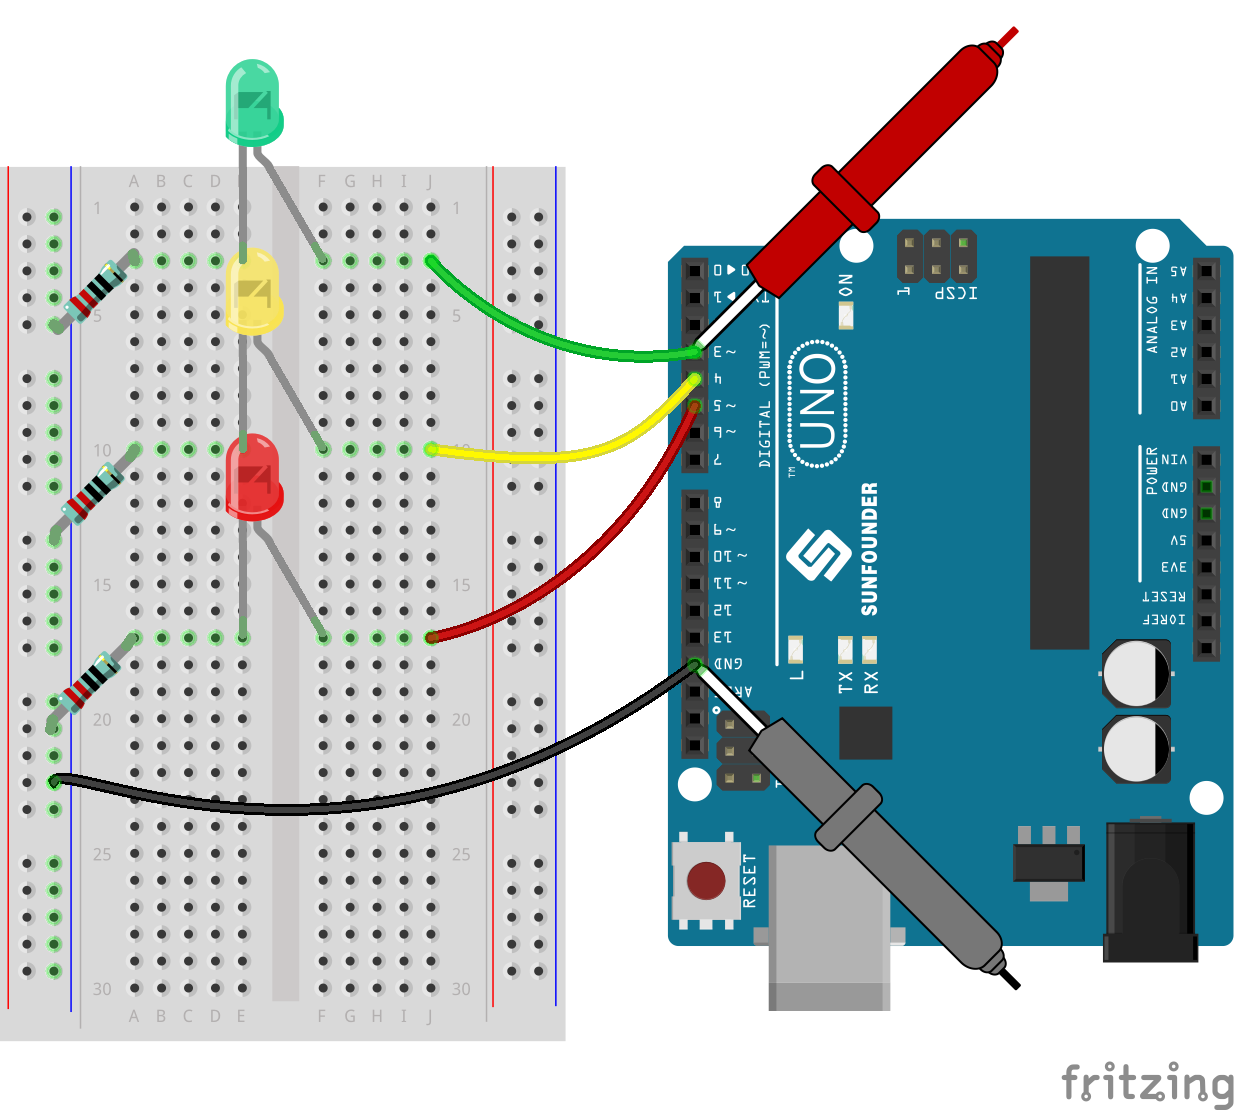 A B C D F G H I J
1 1
5 5
10
15 15
20 20
25 25
30 30
A B C D E F G H I J
0
1
~3
4
~5
~6
7
8
~9
~10
~11
12
13
GND
DIGITAL (PWM=~)
ON
1
ICSP
UNO
TM
SUNFOUNDER
L
TX
RX
RESET
ANALOG IN
A5
A4
A3
A2
A1
A0
POWER
VIN
GND
GND
5V
3V3
RESET
IOREF
fritzing